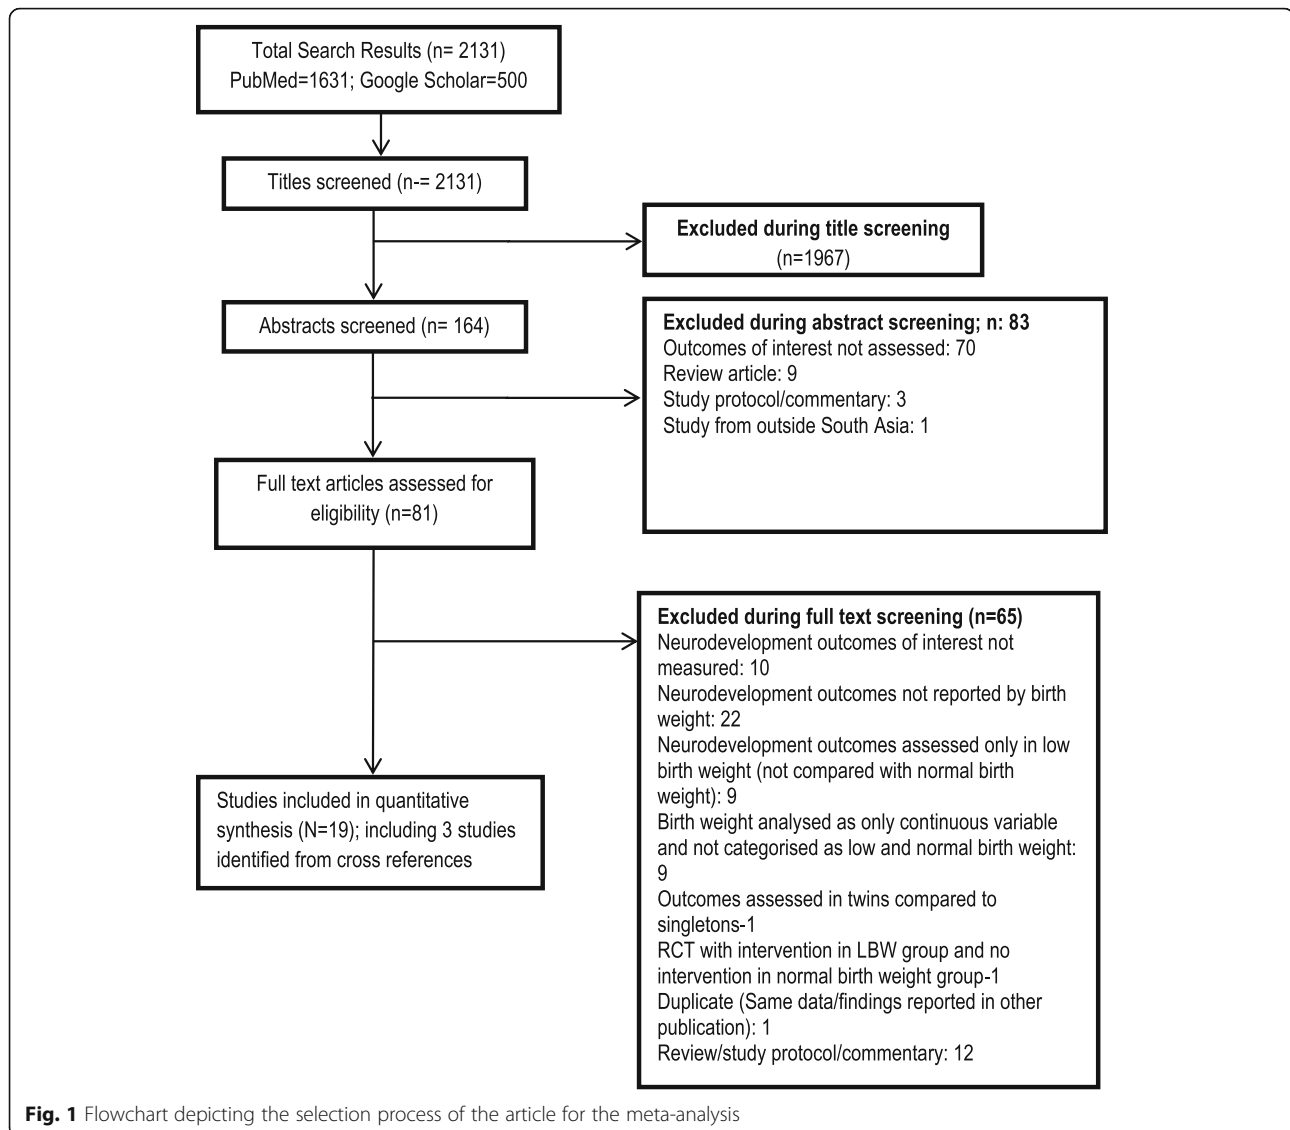 Total Search Results (n= 2131)
PubMed=1631; Google Scholar=500
Titles screened (n-= 2131)
Excluded during title screening
(n=1967)
Abstracts screened (n= 164)
Excluded during abstract screening; n: 83
Outcomes of interest not assessed: 70
Review article: 9
Study protocol/commentary: 3
Study from outside South Asia: 1
Full text articles assessed for
eligibility (n=81)
Excluded during full text screening (n=65)
Neurodevelopment outcomes of interest not
measured: 10
Neurodevelopment outcomes not reported by birth
weight: 22
Neurodevelopment outcomes assessed only in low
birth weight (not compared with normal birth
weight): 9
Birth weight analysed as only continuous variable
and not categorised as low and normal birth weight:
9
Outcomes assessed in twins compared to
singletons-1
RCT with intervention in LBW group and no
intervention in normal birth weight group-1
Duplicate (Same data/findings reported in other
publication): 1
Review/study protocol/commentary: 12
Studies included in quantitative
synthesis (N=19); including 3 studies
identified from cross references
Fig. 1 Flowchart depicting the selection process of the article for the meta-analysis